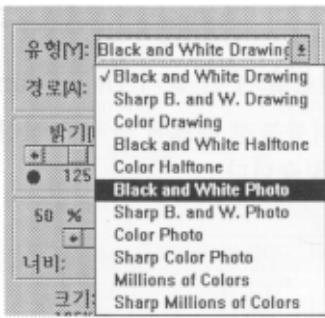 유형[Y]: Black and White Drawing
✓Black and White Drawing
경로[A]:
Sharp B. and W. Drawing
Color Drawing
밝기[
Black and White Halftone
Color Halftone
125
Black and White Photo
50 %
Sharp B. and W. Photo
Color Photo
너비:
Sharp Color Photo
Millions of Colors
크기:
Sharp Millions of Colors